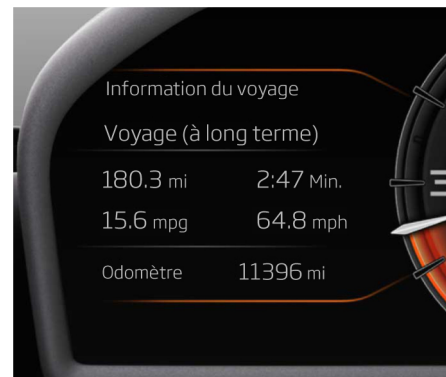 Information du voyage
Voyage (à long terme)
180.3 mi 2:47 Min.
15.6 mpg 64.8 mph
Odomètre 11396 mi